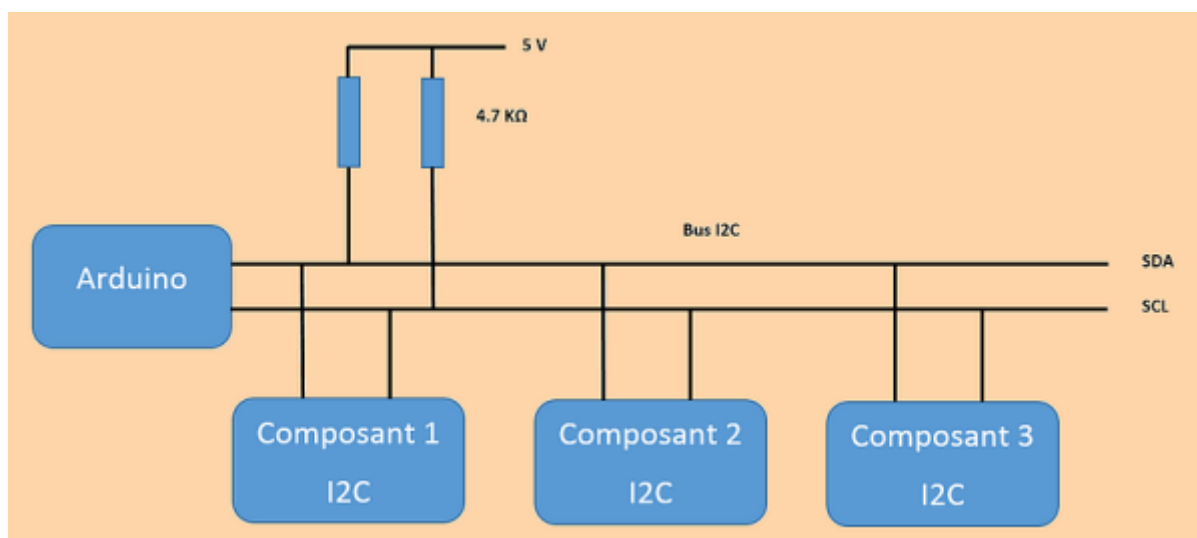 5 V
4.7 KΩ
Bus I2C
SDA
Arduino
SCL
Composant 1
I2C
Composant 2
I2C
Composant 3
I2C